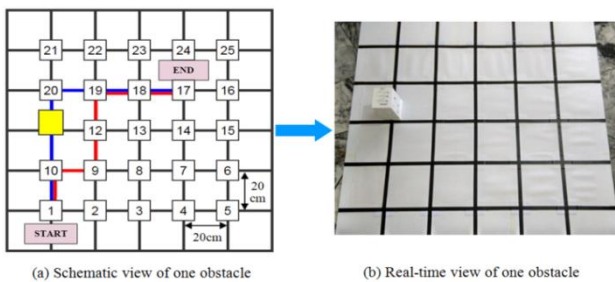 21 22 23 24 25
END
20 19 18 17 16
12 13 14 15
10 9 8 7 6
20
cm
1 2 3 4 5
START
20cm
(a) Schematic view of one obstacle
(b) Real-time view of one obstacle